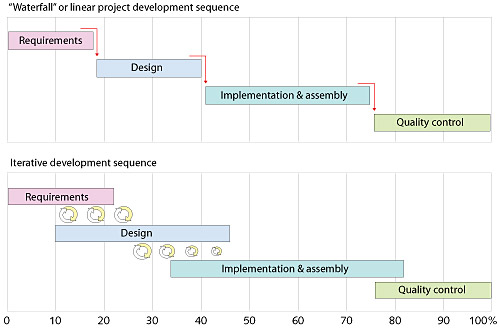 “Waterfall” or linear project development sequence
Requirements
Design
Implementation & assembly
Quality control
Iterative development sequence
Requirements
Design
Implementation & assembly
Quality control
0 10 20 30 40 50 60 70 80 90 100%